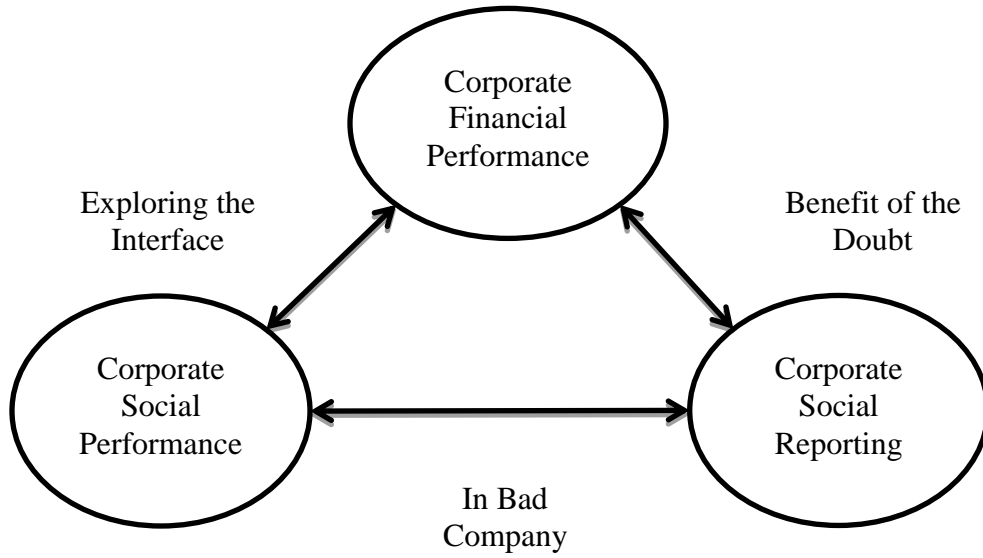 Corporate
Financial
Performance
Exploring the
Interface
Benefit of the
Doubt
Corporate
Social
Performance
Corporate
Social
Reporting
In Bad
Company